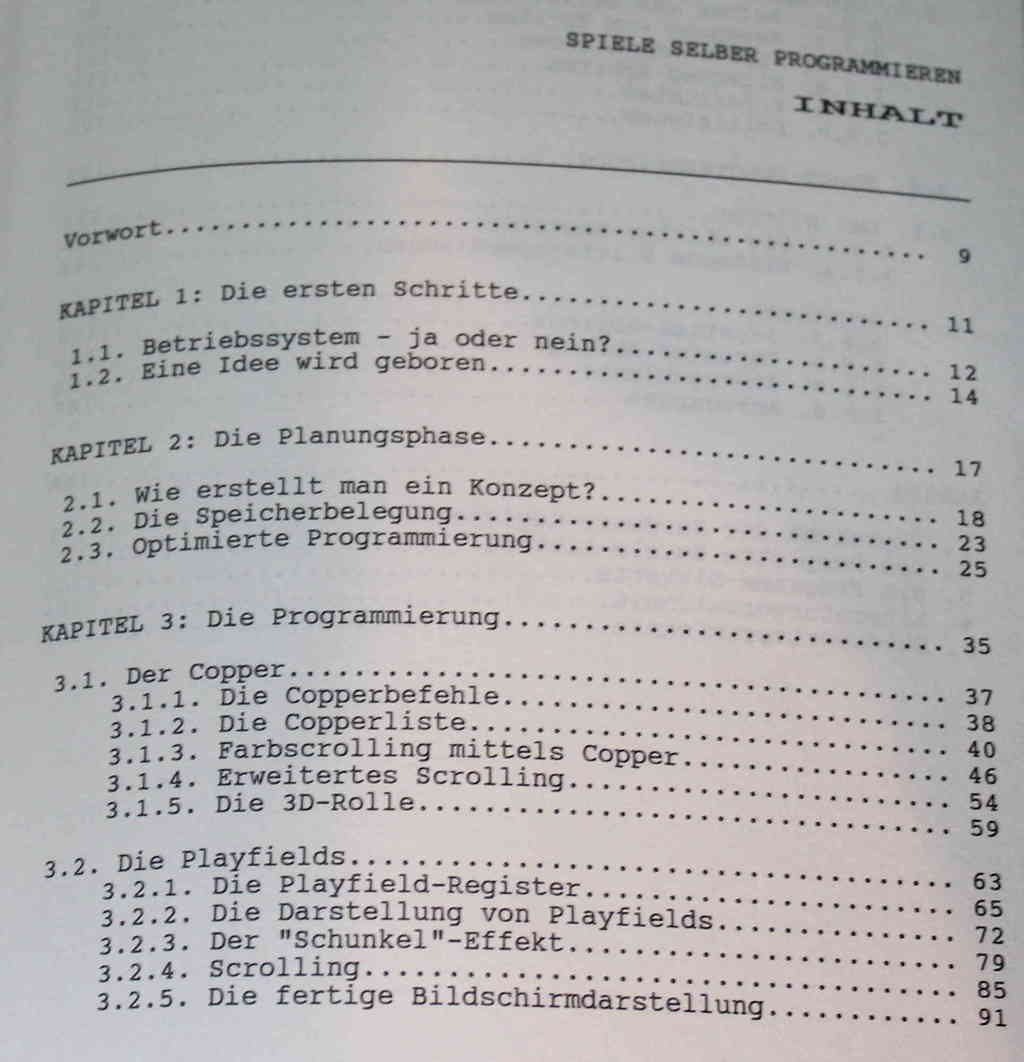 SPIELE SELBER PROGRAMMIEREN
INHALT
Vorwort.................................................. 9
KAPITEL 1: Die ersten Schritte........................... 11
1.1. Betriebssystem - ja oder nein?...................... 12
1.2. Eine Idee wird geboren.............................. 14
KAPITEL 2: Die Planungsphase............................. 17
2.1. Wie erstellt man ein Konzept?....................... 18
2.2. Die Speicherbelegung................................ 23
2.3. Optimierte Programmierung........................... 25
KAPITEL 3: Die Programmierung............................ 35
3.1. Der Copper.......................................... 37
3.1.1. Die Copperbefehle................................. 38
3.1.2. Die Copperliste................................... 40
3.1.3. Farbscrolling mittels Copper...................... 46
3.1.4. Erweitertes Scrolling............................. 54
3.1.5. Die 3D-Rolle...................................... 59
3.2. Die Playfields...................................... 63
3.2.1. Die Playfield-Register............................ 65
3.2.2. Die Darstellung von Playfields.................... 72
3.2.3. Der "Schunkel"-Effekt............................. 79
3.2.4. Scrolling......................................... 85
3.2.5. Die fertige Bildschirmdarstellung................. 91